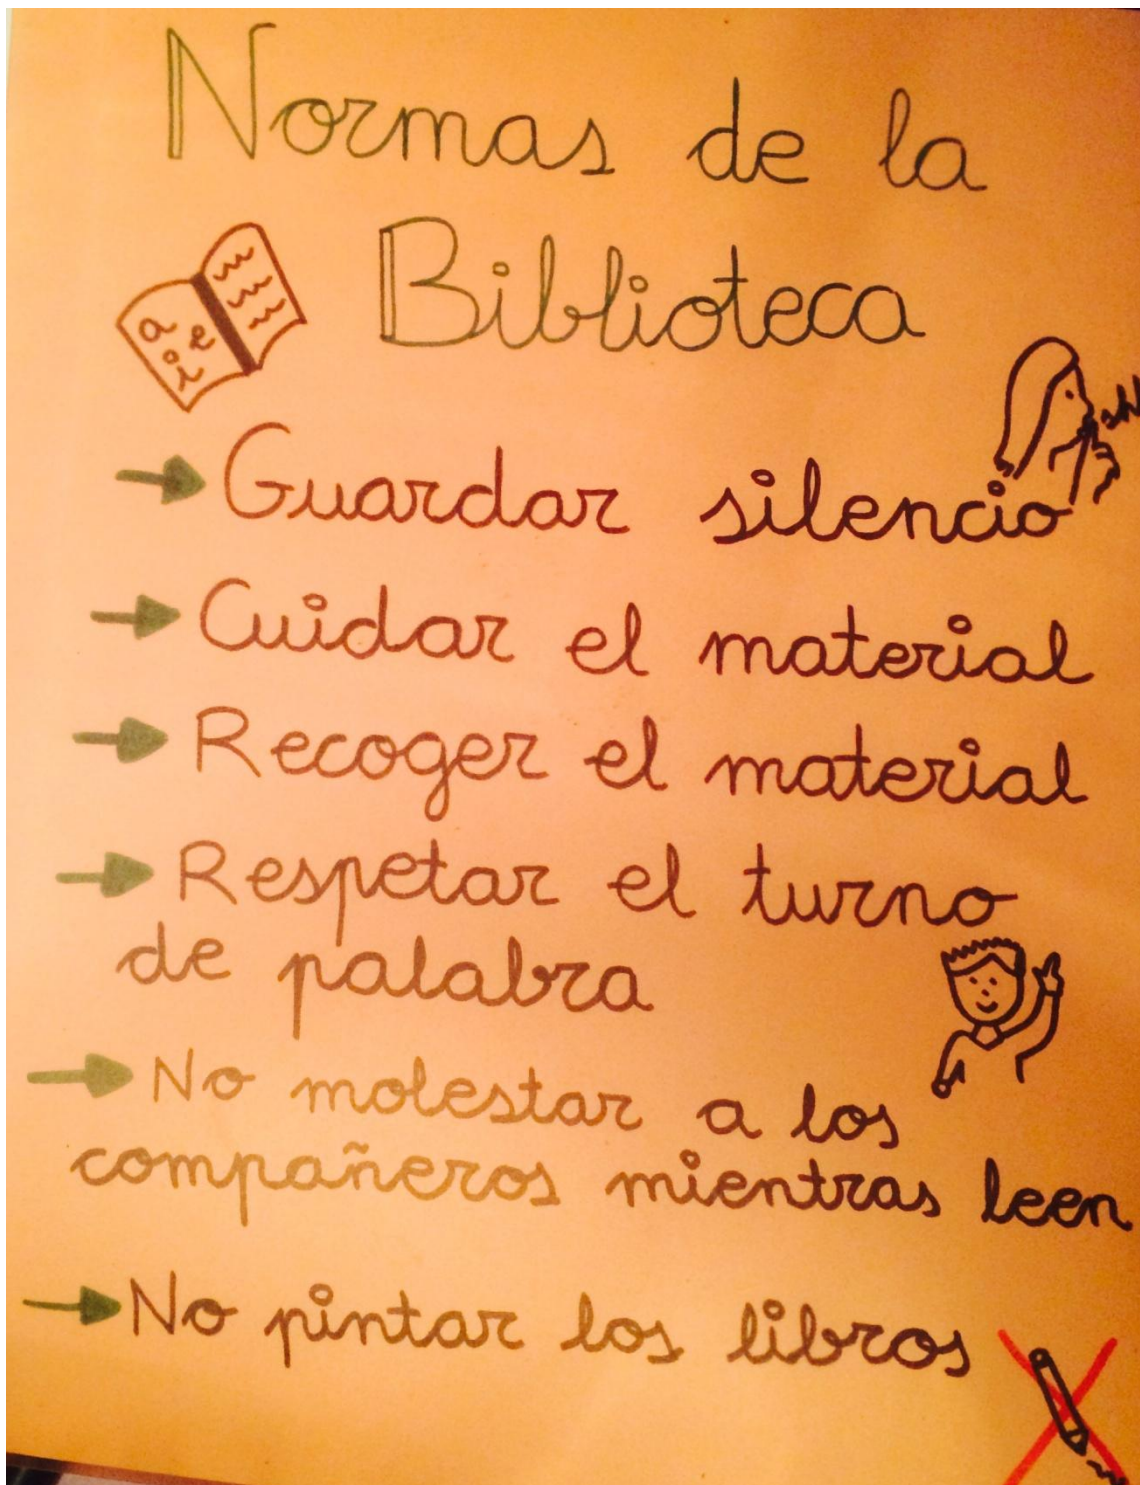 Normas de la
Biblioteca
a
e
i
Guardar silencio
Cuidar el material
Recoger el material
Respetar el turno
de palabra
No molestar a los
compañeros mientras leen
No pintar los libros